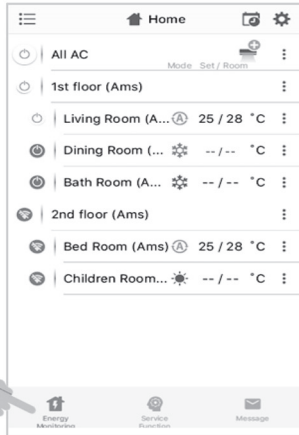 Home
All AC
Mode Set / Room
1st floor (Ams)
Living Room (A... A 25 / 28 °C
Dining Room (... -- / -- °C
Bath Room (A... -- / -- °C
2nd floor (Ams)
Bed Room (Ams) A 25 / 28 °C
Children Room... -- / -- °C
Energy Monitoring
Service Function
Message